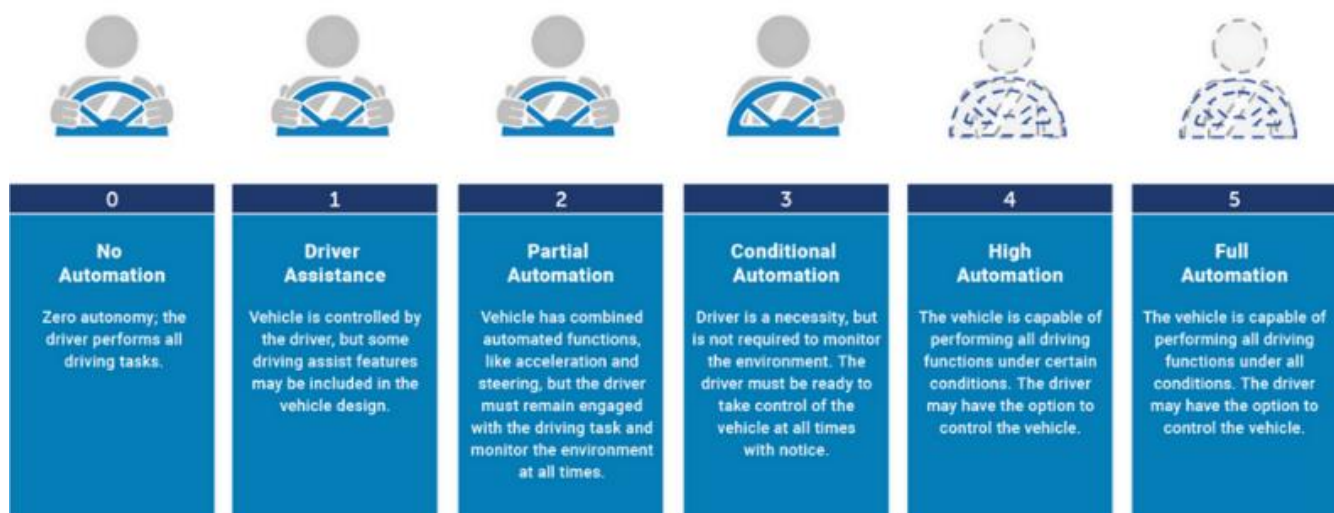 0
No
Automation
Zero autonomy; the
driver performs all
driving tasks.
1
Driver
Assistance
Vehicle is controlled by
the driver, but some
driving assist features
may be included in the
vehicle design.
2
Partial
Automation
Vehicle has combined
automated functions,
like acceleration and
steering, but the driver
must remain engaged
with the driving task and
monitor the environment
at all times.
3
Conditional
Automation
Driver is a necessity, but
is not required to monitor
the environment. The
driver must be ready to
take control of the
vehicle at all times
with notice.
4
High
Automation
The vehicle is capable of
performing all driving
functions under certain
conditions. The driver
may have the option to
control the vehicle.
5
Full
Automation
The vehicle is capable of
performing all driving
functions under all
conditions. The driver
may have the option to
control the vehicle.